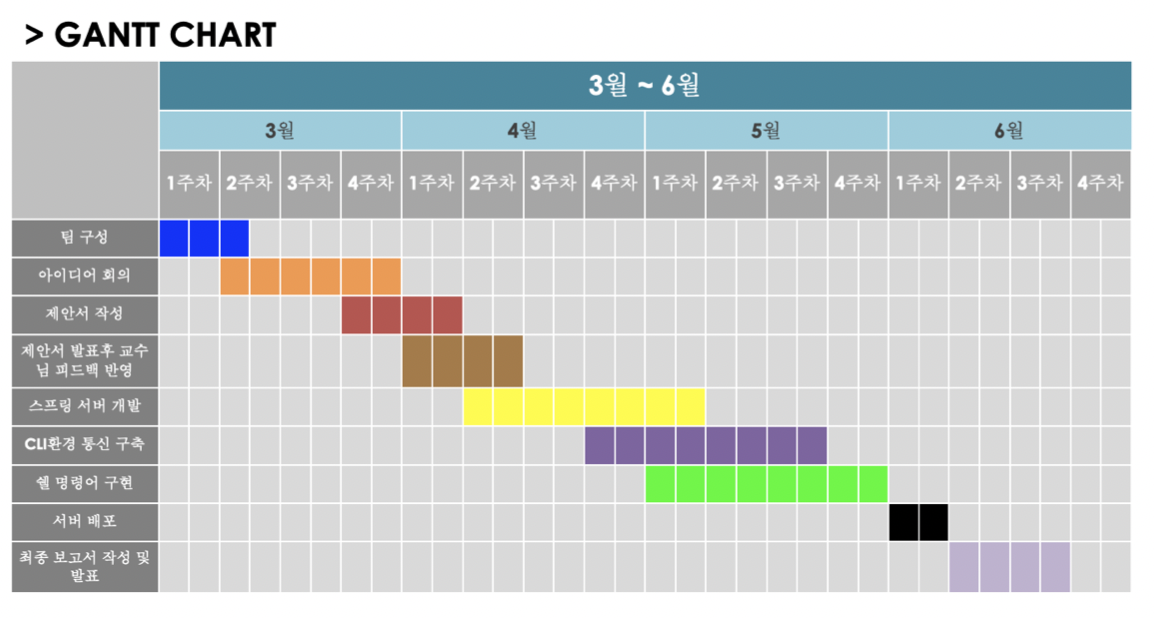 > GANTT CHART
3월 ~ 6월
3월 4월 5월 6월
1주차 2주차 3주차 4주차 1주차 2주차 3주차 4주차 1주차 2주차 3주차 4주차 1주차 2주차 3주차 4주차
팀 구성
아이디어 회의
제안서 작성
제안서 발표후 교수
님 피드백 반영
스프링 서버 개발
CLI환경 통신 구축
쉘 명령어 구현
서버 배포
최종 보고서 작성 및
발표